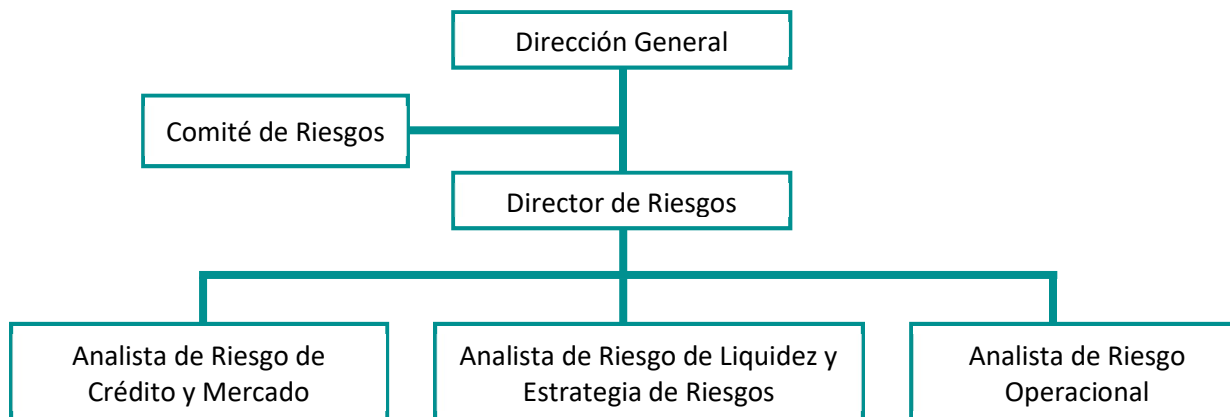 Dirección General
Comité de Riesgos
Director de Riesgos
Analista de Riesgo de
Crédito y Mercado
Analista de Riesgo de Liquidez y
Estrategia de Riesgos
Analista de Riesgo
Operacional